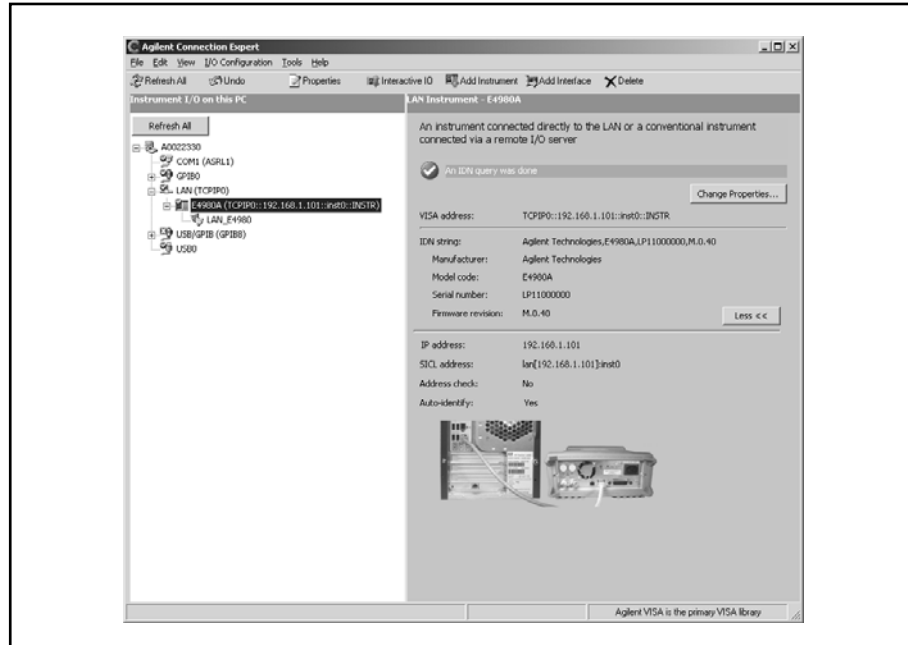 Agilent Connection Expert
File Edit View I/O Configuration Tools Help
Refresh All Undo Properties Interactive IO Add Instrument Add Interface Delete
Instrument I/O on this PC
Refresh All
A0022330
COM1 (ASRL1)
GPIB0
LAN (TCPIP0)
E4980A (TCPIP0::192.168.1.101::inst0::INSTR)
LAN_E4980
USB/GPIB (GPIB8)
USB0
LAN Instrument - E4980A
An instrument connected directly to the LAN or a conventional instrument
connected via a remote I/O server
An IDN query was done
Change Properties...
VISA address: TCPIP0::192.168.1.101::inst0::INSTR
IDN string: Agilent Technologies,E4980A,LP11000000,M.0.40
Manufacturer: Agilent Technologies
Model code: E4980A
Serial number: LP11000000
Firmware revision: M.0.40
Less <<
IP address: 192.168.1.101
SICL address: lan[192.168.1.101]:inst0
Address check: No
Auto-identify: Yes
Agilent VISA is the primary VISA library